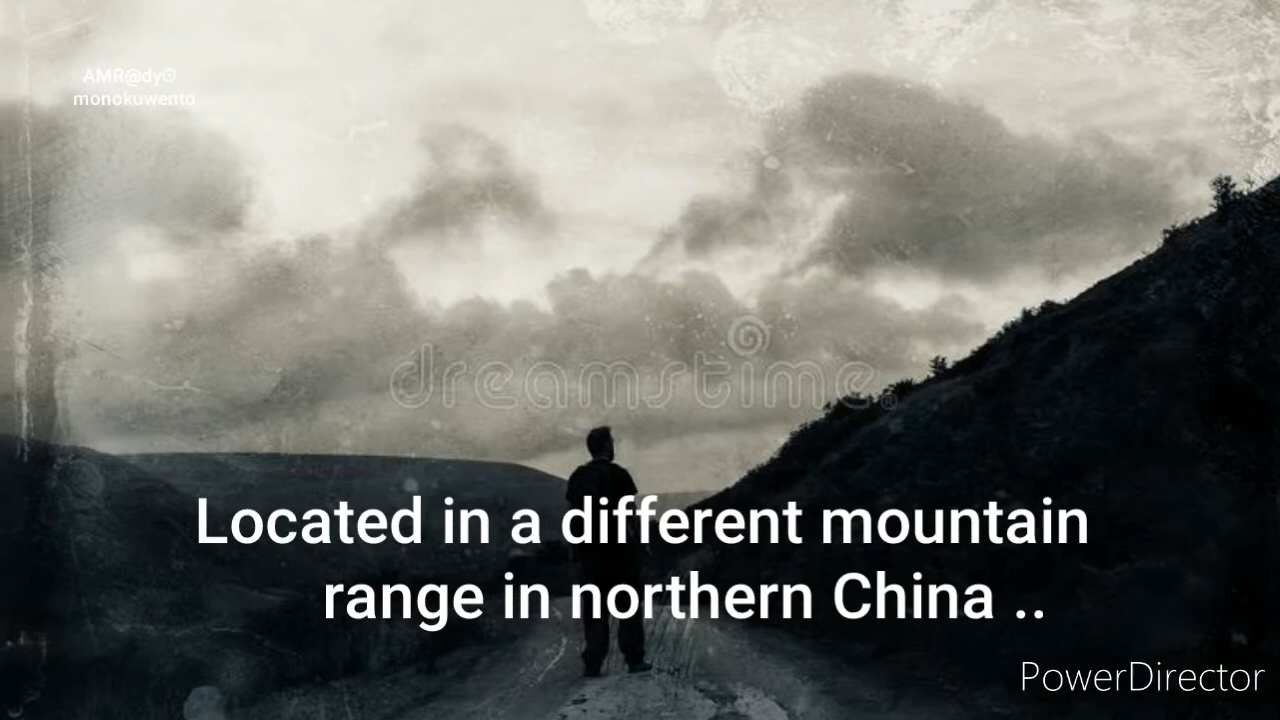 AMR@dy☺
monokuwento
dreamstime
Located in a different mountain
range in northern China ..
PowerDirector